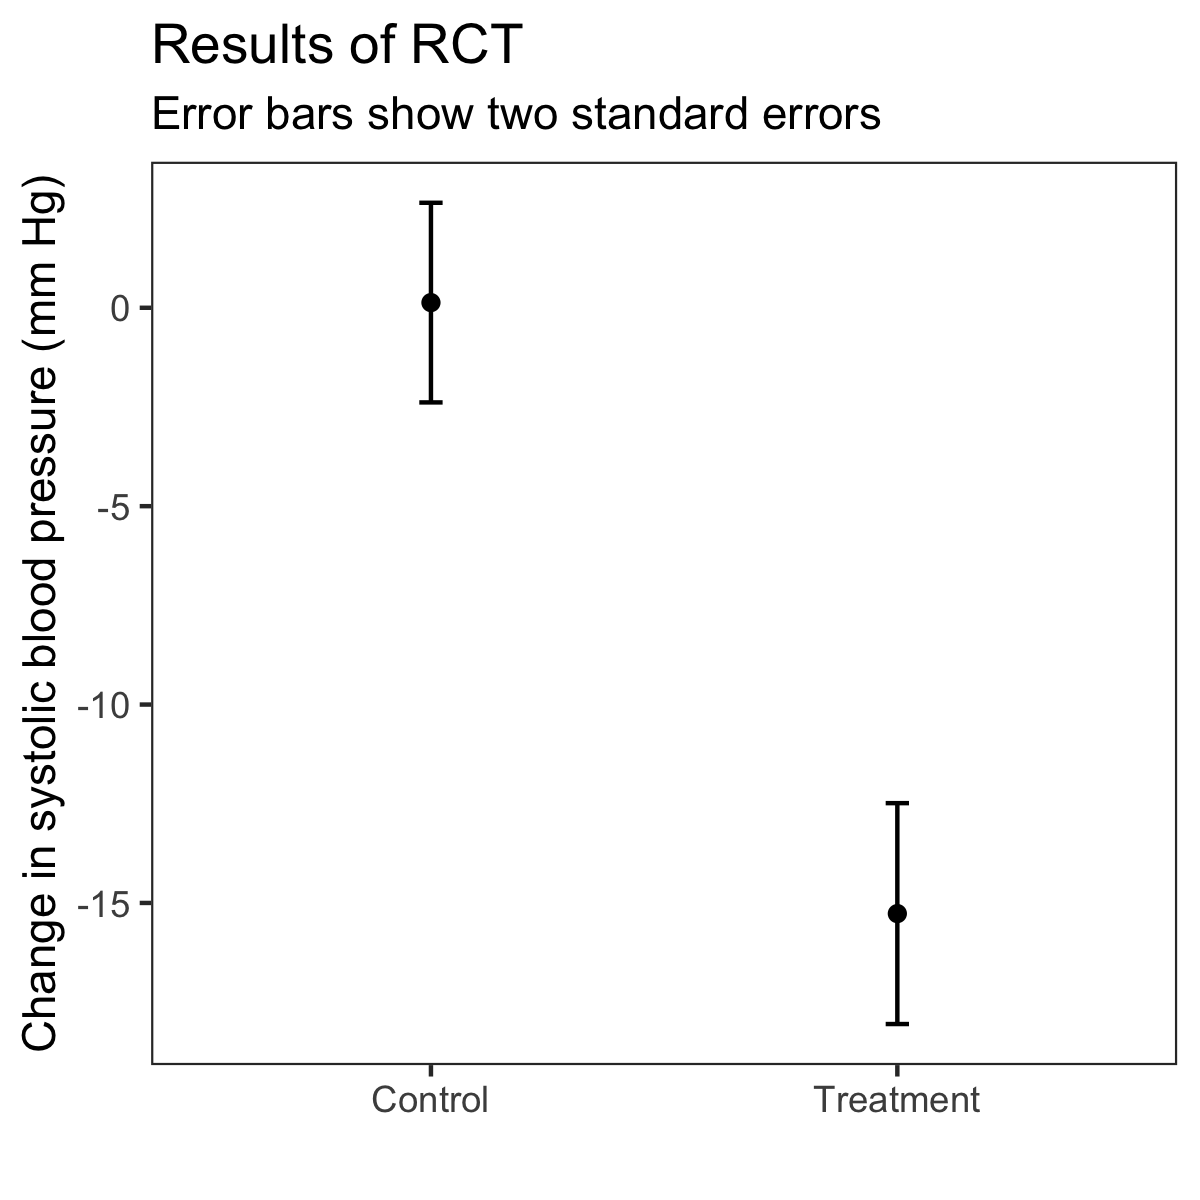 Results of RCT
Error bars show two standard errors
Change in systolic blood pressure (mm Hg)
0
-5
-10
-15
Control
Treatment